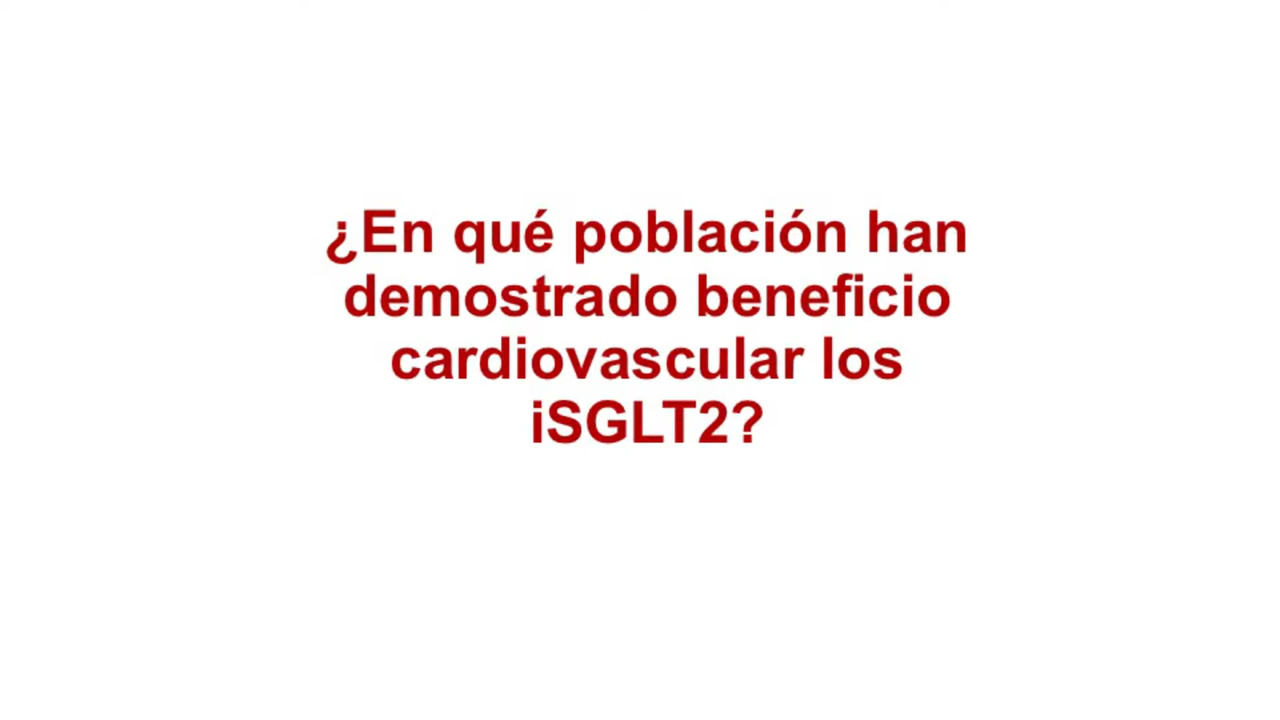 ¿En qué población han
demostrado beneficio
cardiovascular los
iSGLT2?